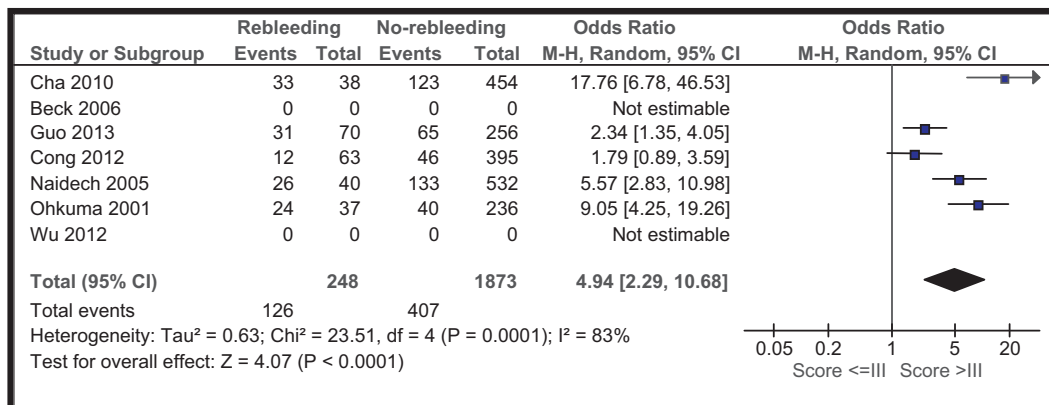 Rebleeding No-rebleeding Odds Ratio Odds Ratio
Study or Subgroup Events Total Events Total M-H, Random, 95% CI M-H, Random, 95% CI
Cha 2010 33 38 123 454 17.76 [6.78, 46.53]
Beck 2006 0 0 0 0 Not estimable
Guo 2013 31 70 65 256 2.34 [1.35, 4.05]
Cong 2012 12 63 46 395 1.79 [0.89, 3.59]
Naidech 2005 26 40 133 532 5.57 [2.83, 10.98]
Ohkuma 2001 24 37 40 236 9.05 [4.25, 19.26]
Wu 2012 0 0 0 0 Not estimable
Total (95% CI) 248 1873 4.94 [2.29, 10.68]
Total events 126 407
Heterogeneity: Tau² = 0.63; Chi² = 23.51, df = 4 (P = 0.0001); I² = 83%
Test for overall effect: Z = 4.07 (P < 0.0001)
0.05 0.2 1 5 20
Score <=III Score >III